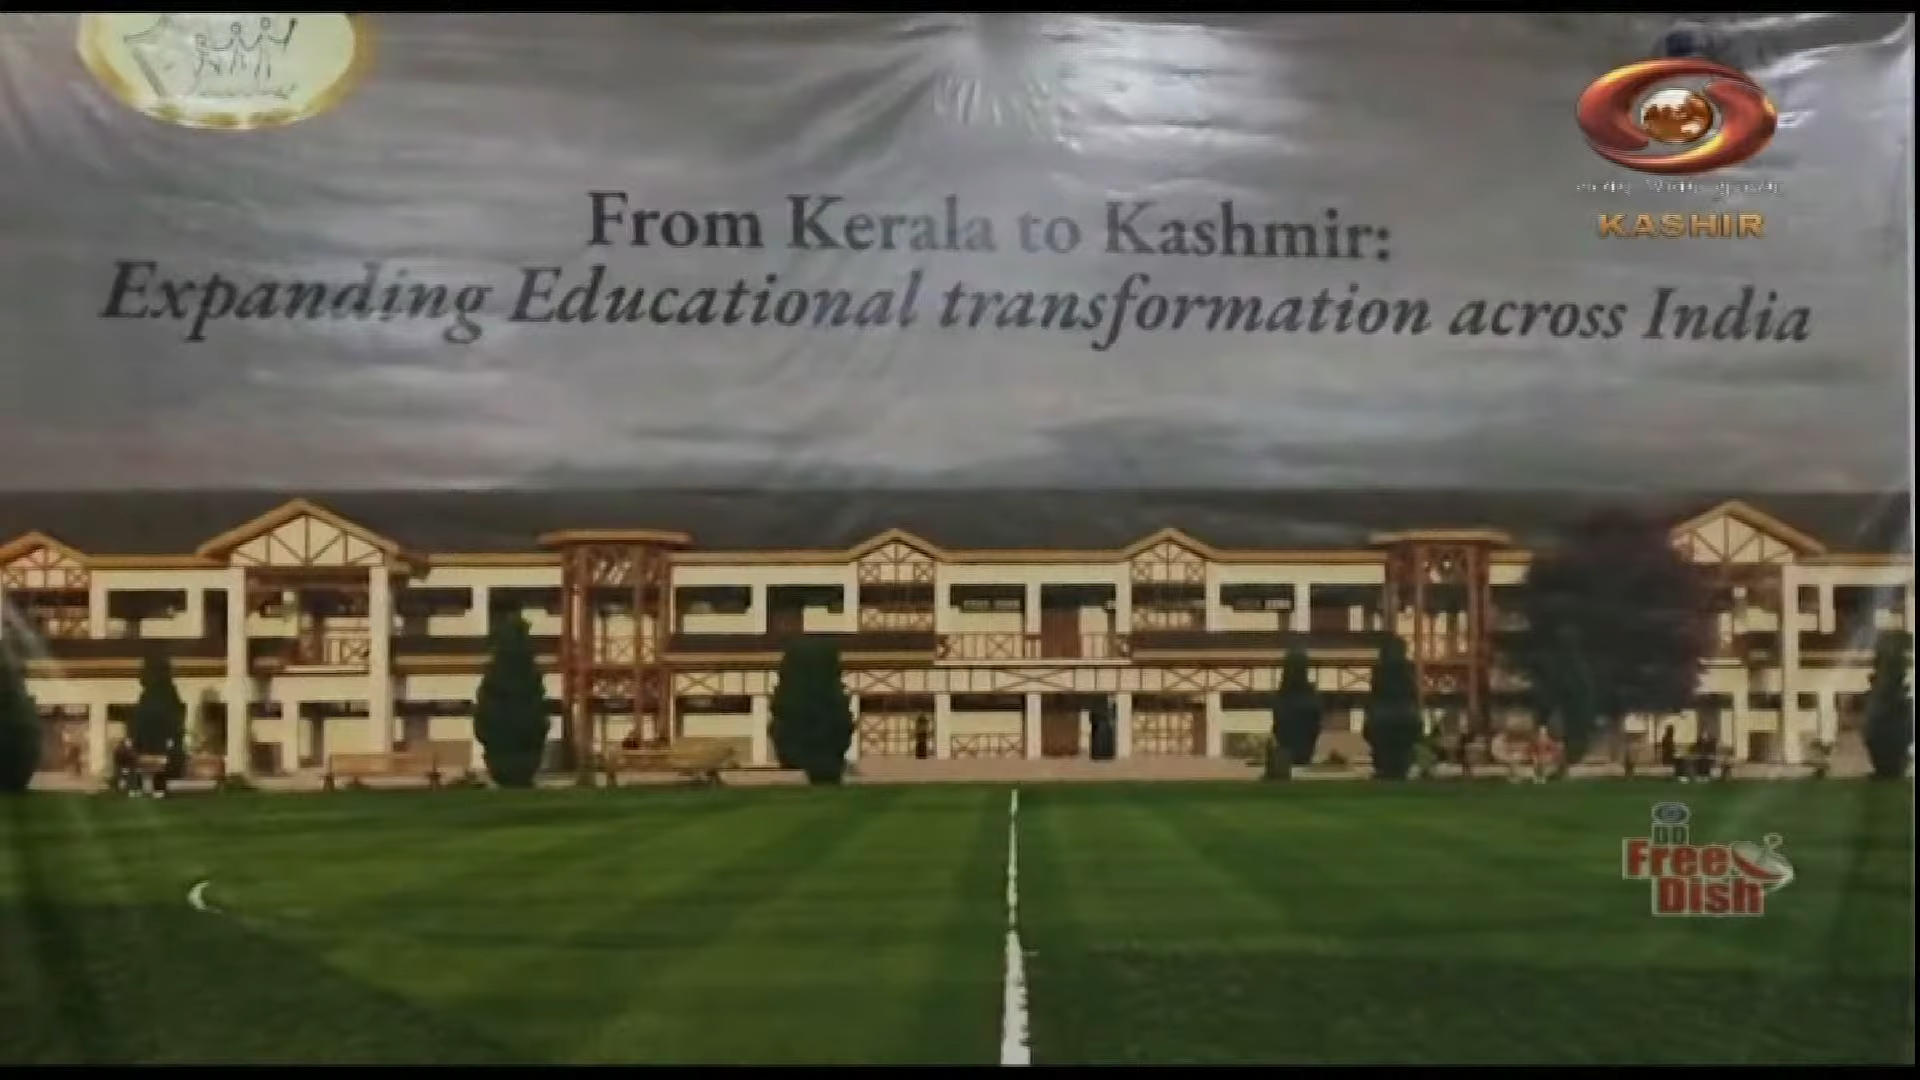 From Kerala to Kashmir:
Expanding Educational transformation across India
KASHIR
DD
Free
Dish